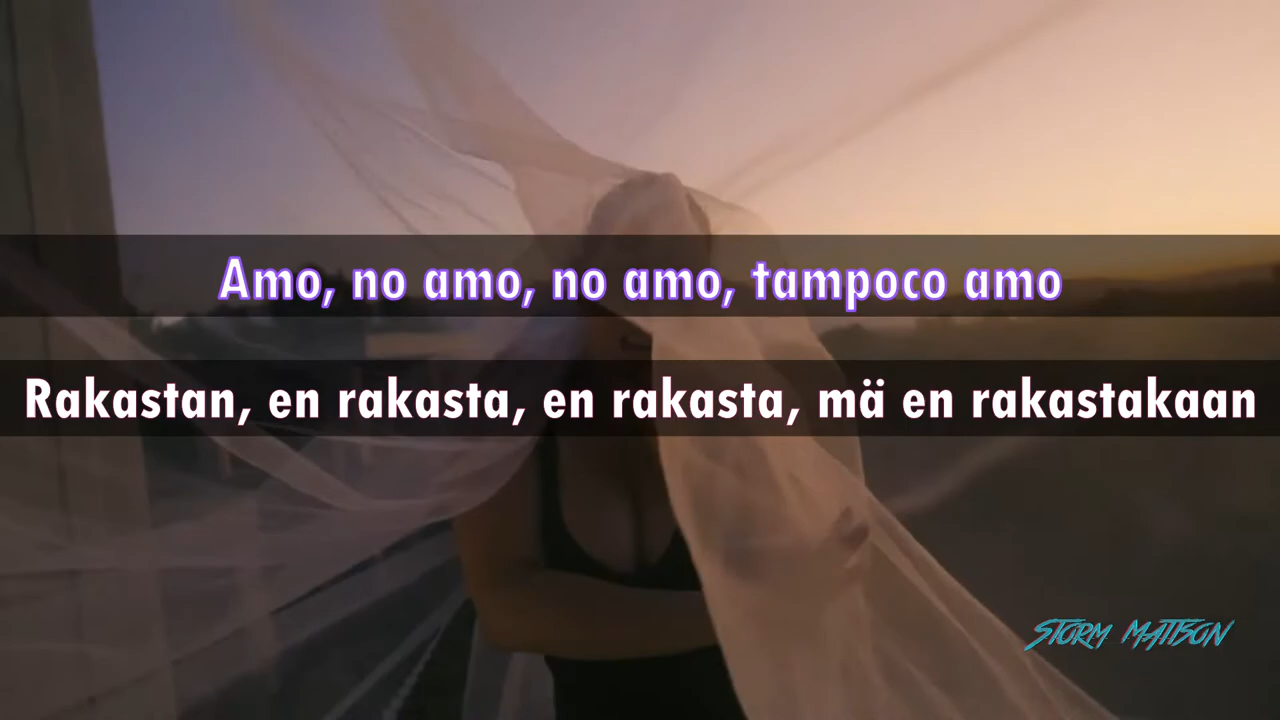 Amo, no amo, no amo, tampoco amo
Rakastan, en rakasta, en rakasta, mä en rakastakaan
STORM MATTSON